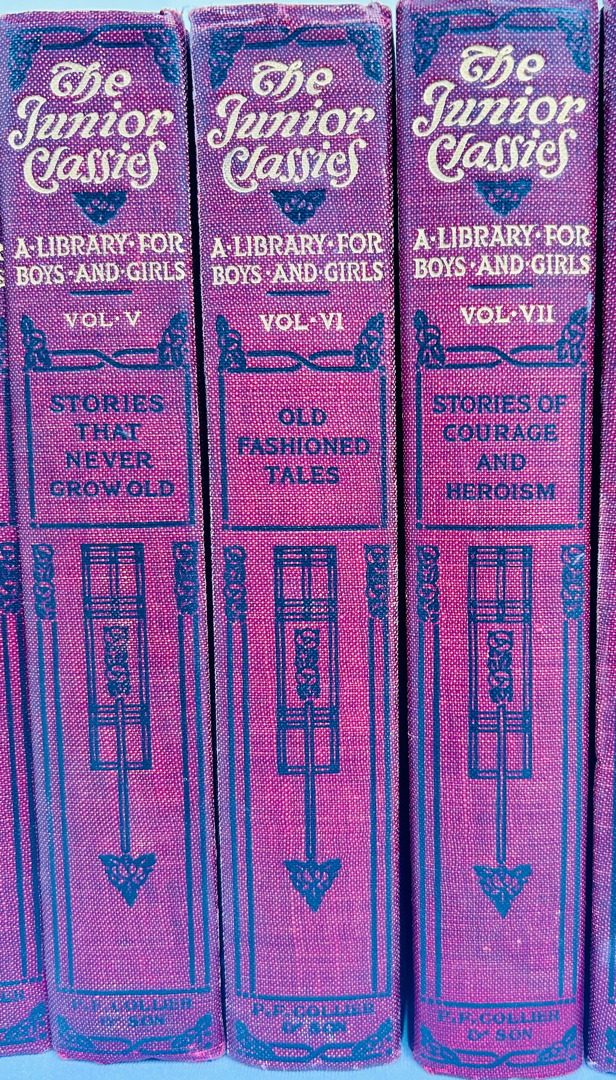 The
Junior
Classics
A·LIBRARY·FOR
BOYS·AND·GIRLS
VOL·V
STORIES
THAT
NEVER
GROW OLD
P.F. COLLIER
& SON
The
Junior
Classics
A·LIBRARY·FOR
BOYS·AND·GIRLS
VOL·VI
OLD
FASHIONED
TALES
P.F. COLLIER
& SON
The
Junior
Classics
A·LIBRARY·FOR
BOYS·AND·GIRLS
VOL·VII
STORIES OF
COURAGE
AND
HEROISM
P.F. COLLIER
& SON